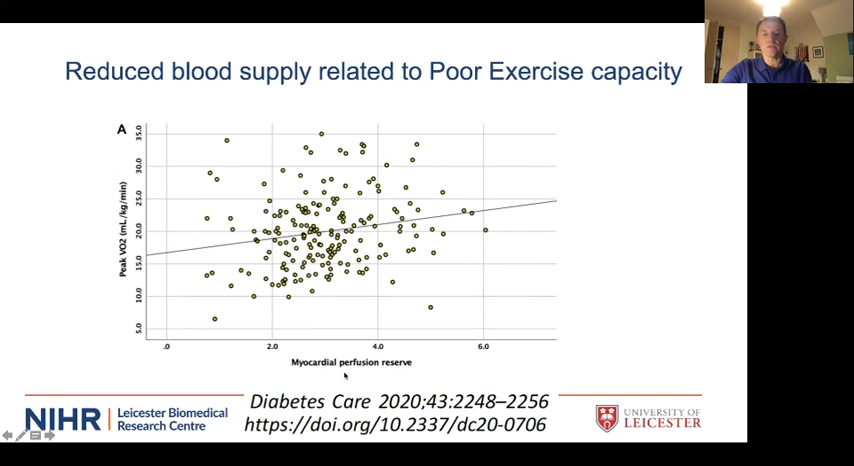 Reduced blood supply related to Poor Exercise capacity
A
Peak VO2 (mL/kg/min)
35.0
30.0
25.0
20.0
15.0
10.0
5.0
.0
2.0
4.0
6.0
Myocardial perfusion reserve
Diabetes Care 2020;43:2248–2256
https://doi.org/10.2337/dc20-0706
NIHR
Leicester Biomedical
Research Centre
UNIVERSITY OF
LEICESTER